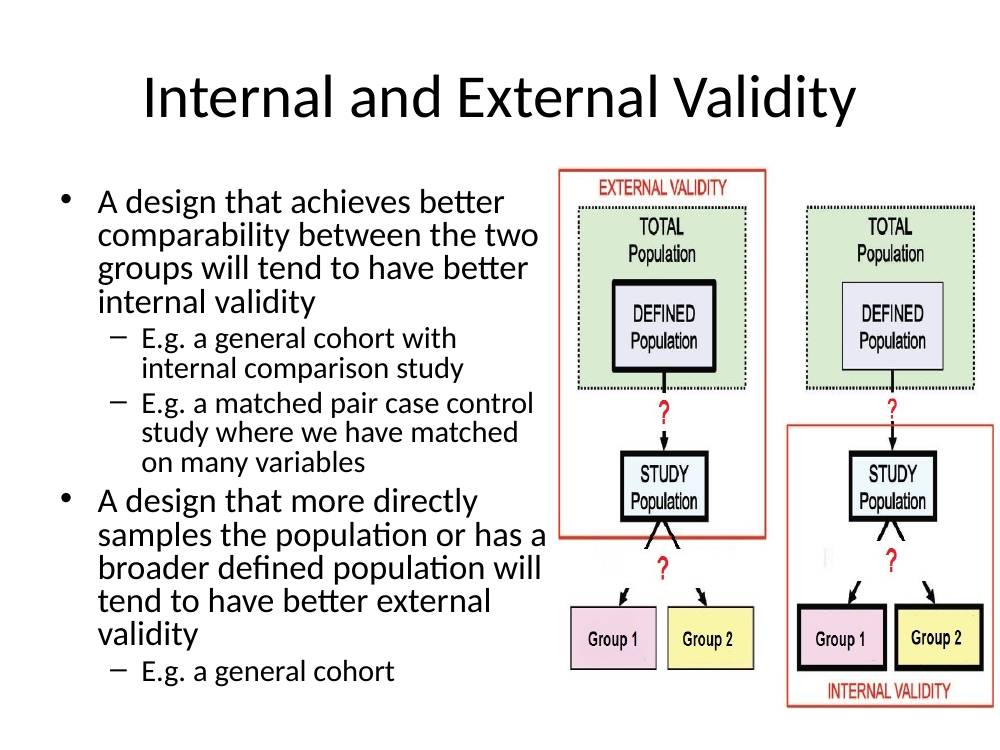 Internal and External Validity
• A design that achieves better
comparability between the two
groups will tend to have better
internal validity
– E.g. a general cohort with
internal comparison study
– E.g. a matched pair case control
study where we have matched
on many variables
• A design that more directly
samples the population or has a
broader defined population will
tend to have better external
validity
– E.g. a general cohort
EXTERNAL VALIDITY
TOTAL
Population
DEFINED
Population
?
STUDY
Population
?
Group 1
Group 2
TOTAL
Population
DEFINED
Population
?
STUDY
Population
?
Group 1
Group 2
INTERNAL VALIDITY